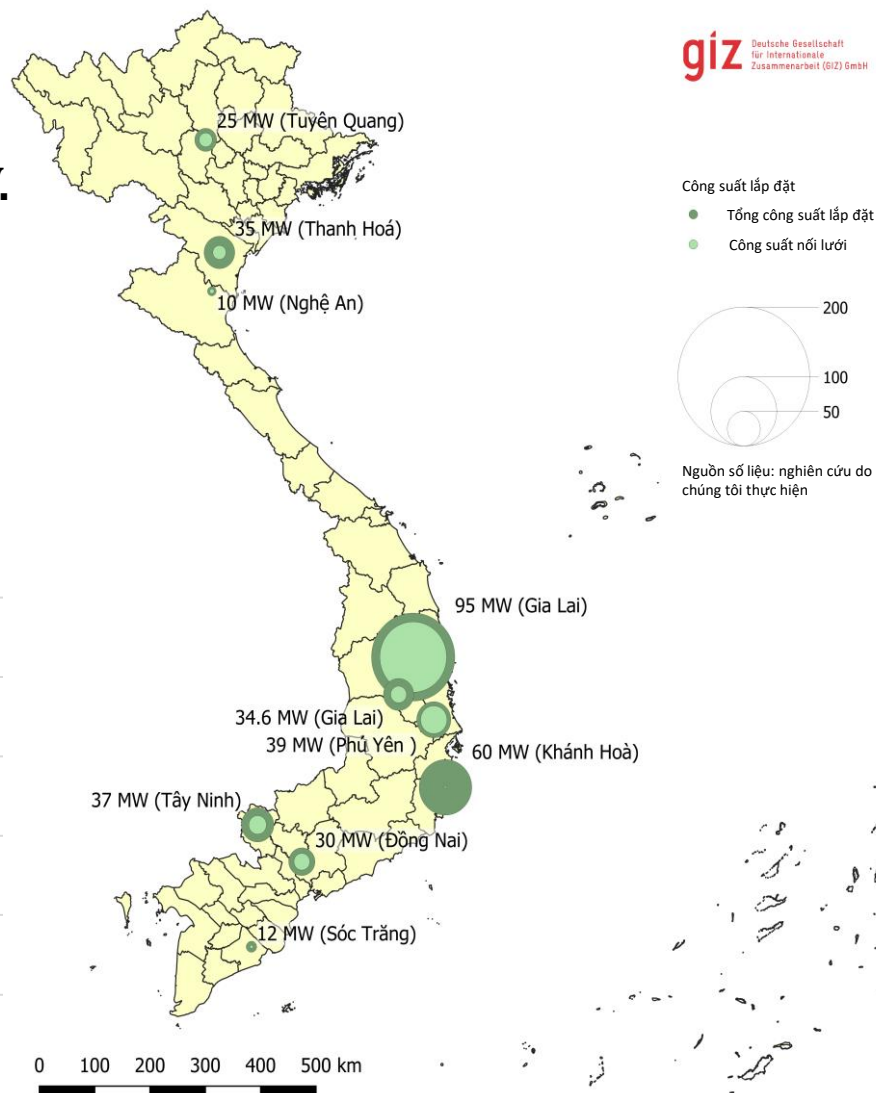 giz Deutsche Gesellschaft
für Internationale
Zusammenarbeit (GIZ) GmbH
25 MW (Tuyên Quang)
Y.
Công suất lắp đặt
Tổng công suất lắp đặt
Công suất nối lưới
35 MW (Thanh Hoá)
10 MW (Nghệ An)
200
100
50
Nguồn số liệu: nghiên cứu do
chúng tôi thực hiện
95 MW (Gia Lai)
34.6 MW (Gia Lai)
39 MW (Phú Yên )
60 MW (Khánh Hoà)
37 MW (Tây Ninh)
30 MW (Đồng Nai)
12 MW (Sóc Trăng)
0 100 200 300 400 500 km